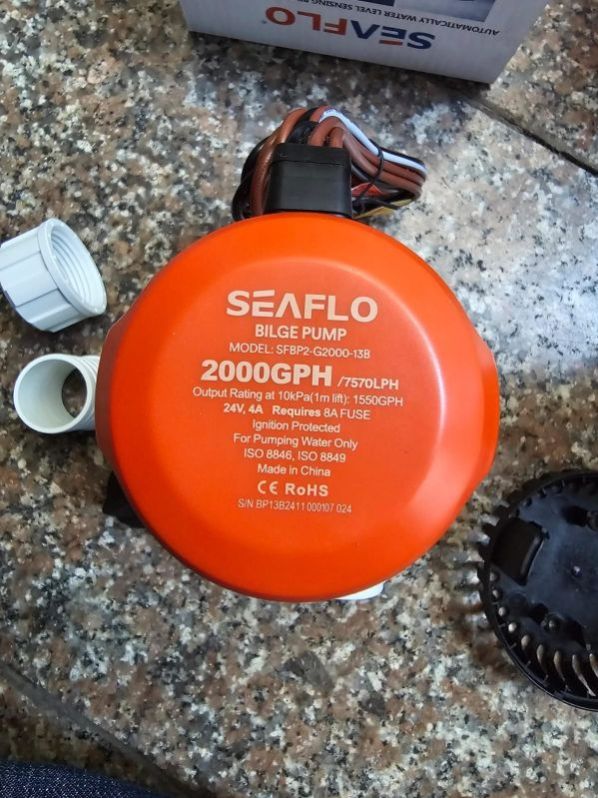 AUTOMATICALLY WATER LEVEL SENSING
SEAFLO
SEAFLO
BILGE PUMP
MODEL: SFBP2-G2000-13B
2000GPH /7570LPH
Output Rating at 10kPa(1m lift): 1550GPH
24V, 4A Requires 8A FUSE
Ignition Protected
For Pumping Water Only
ISO 8846, ISO 8849
Made in China
CE RoHS
S/N BP13BZ411 000107 024